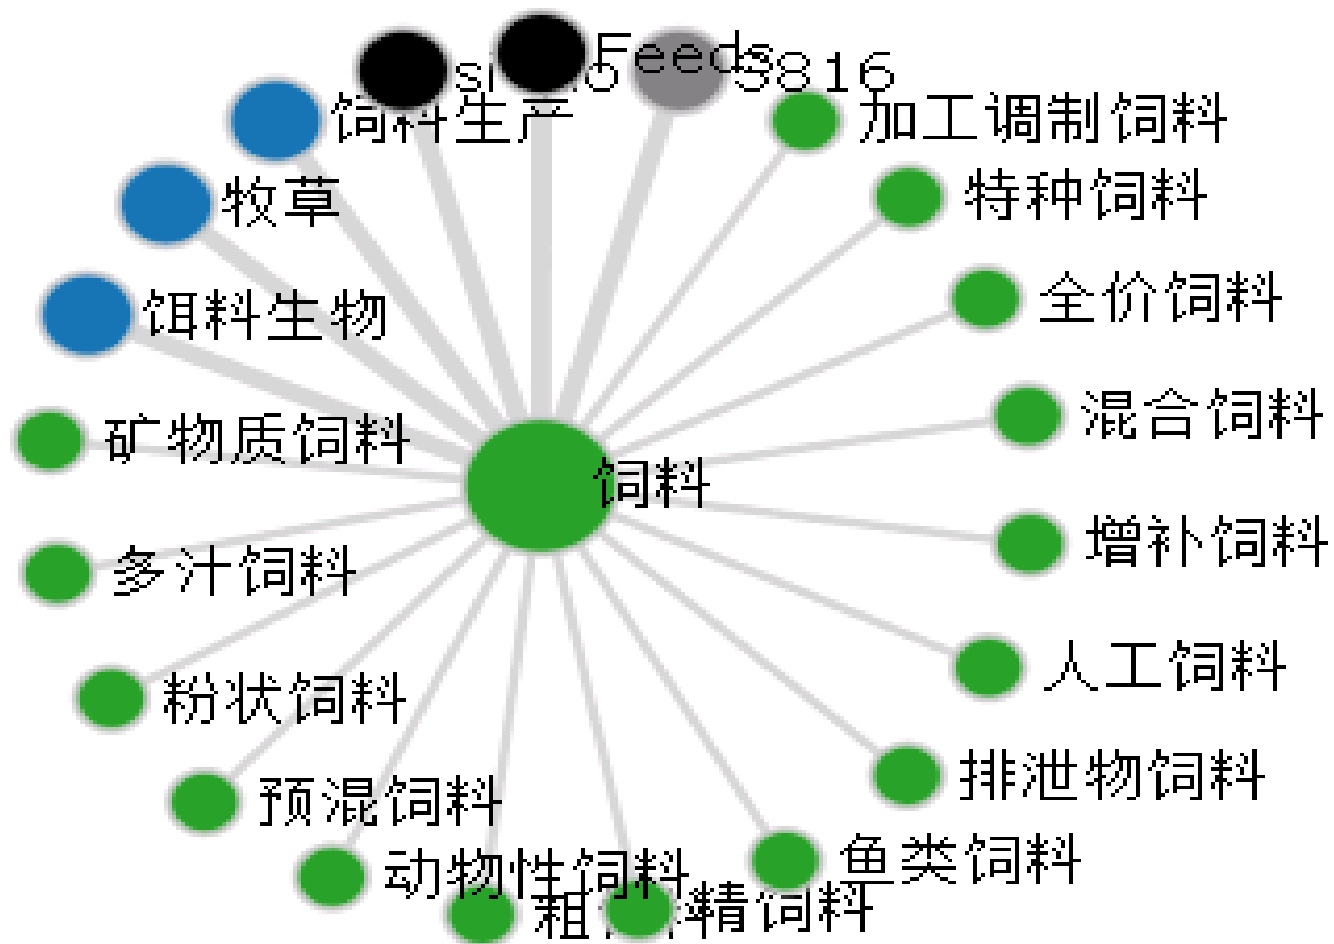 Feeds
S816
饲料生产
加工调制饲料
牧草
特种饲料
全价饲料
饵料生物
混合饲料
矿物质饲料
饲料
增补饲料
多汁饲料
人工饲料
粉状饲料
排泄物饲料
预混饲料
鱼类饲料
动物性饲料
精饲料